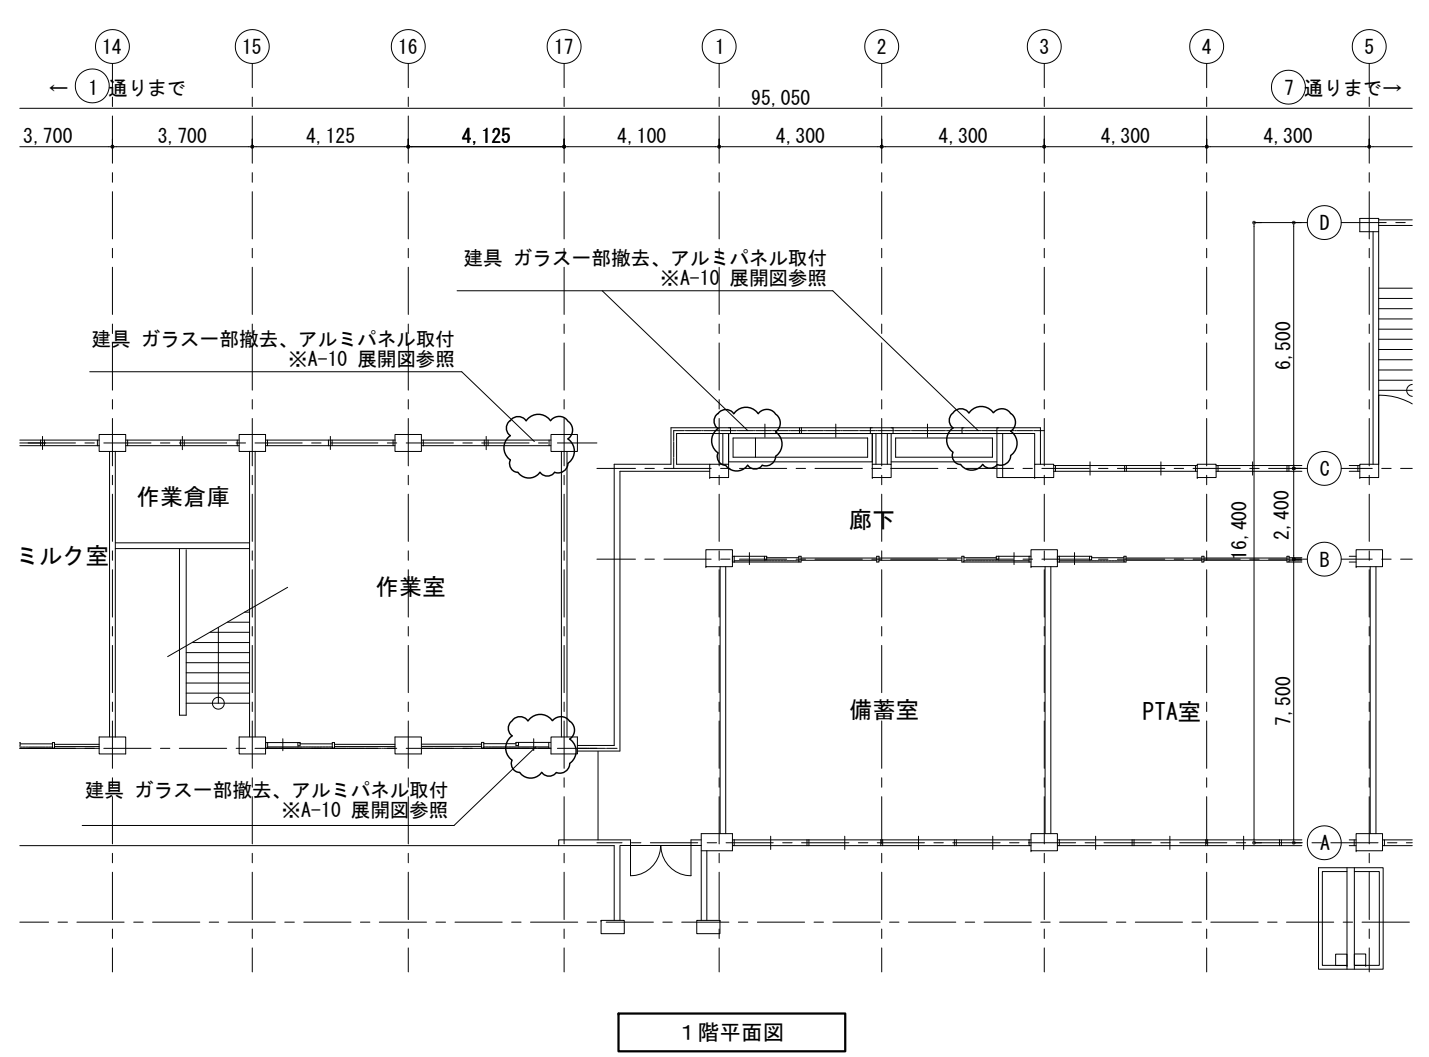 14 15 16 17 1 2 3 4 5
← 1 通りまで
7 通りまで→
95,050
3,700 3,700 4,125 4,125 4,100 4,300 4,300 4,300 4,300
D
建具 ガラス一部撤去、アルミパネル取付
※A-10 展開図参照
建具 ガラス一部撤去、アルミパネル取付
※A-10 展開図参照
6,500
C
作業倉庫
廊下
16,400
2,400
ミルク室
B
作業室
備蓄室
PTA室
7,500
建具 ガラス一部撤去、アルミパネル取付
※A-10 展開図参照
A
1階平面図